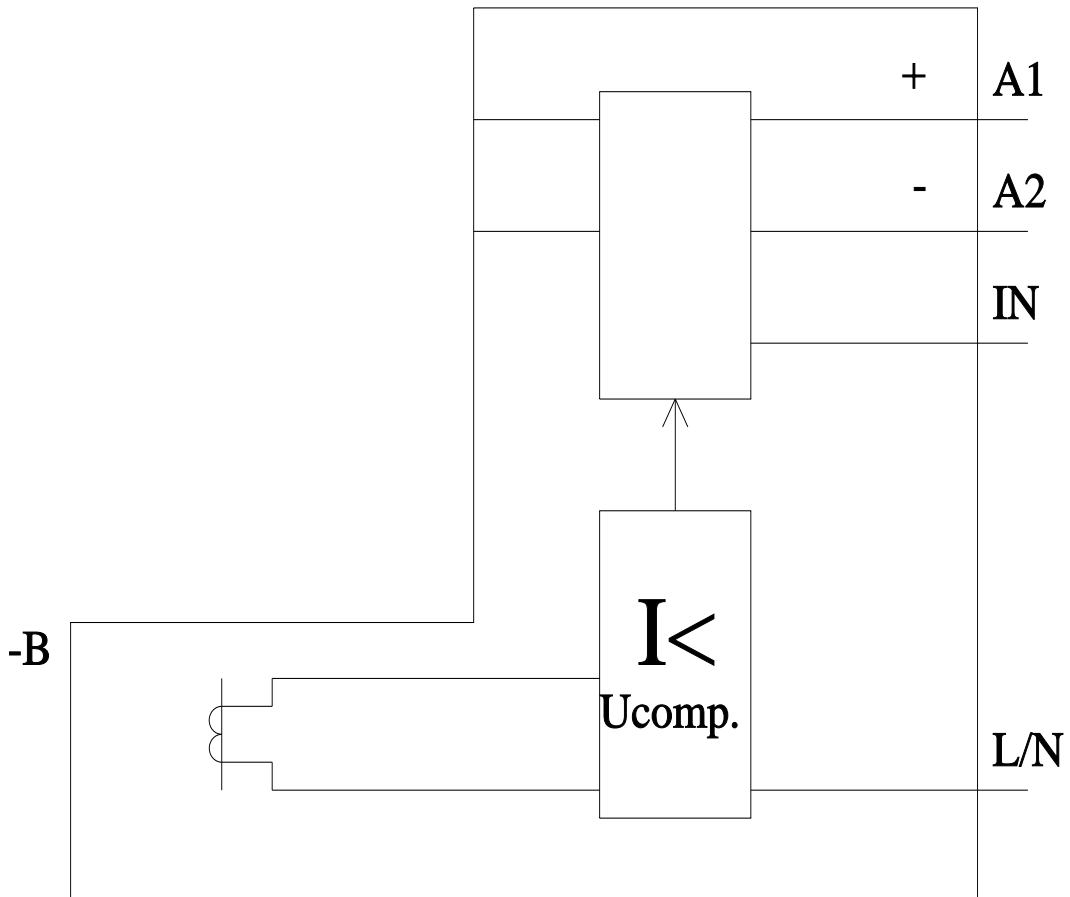 + A1
- A2
IN
-B
I<
Ucomp.
L/N